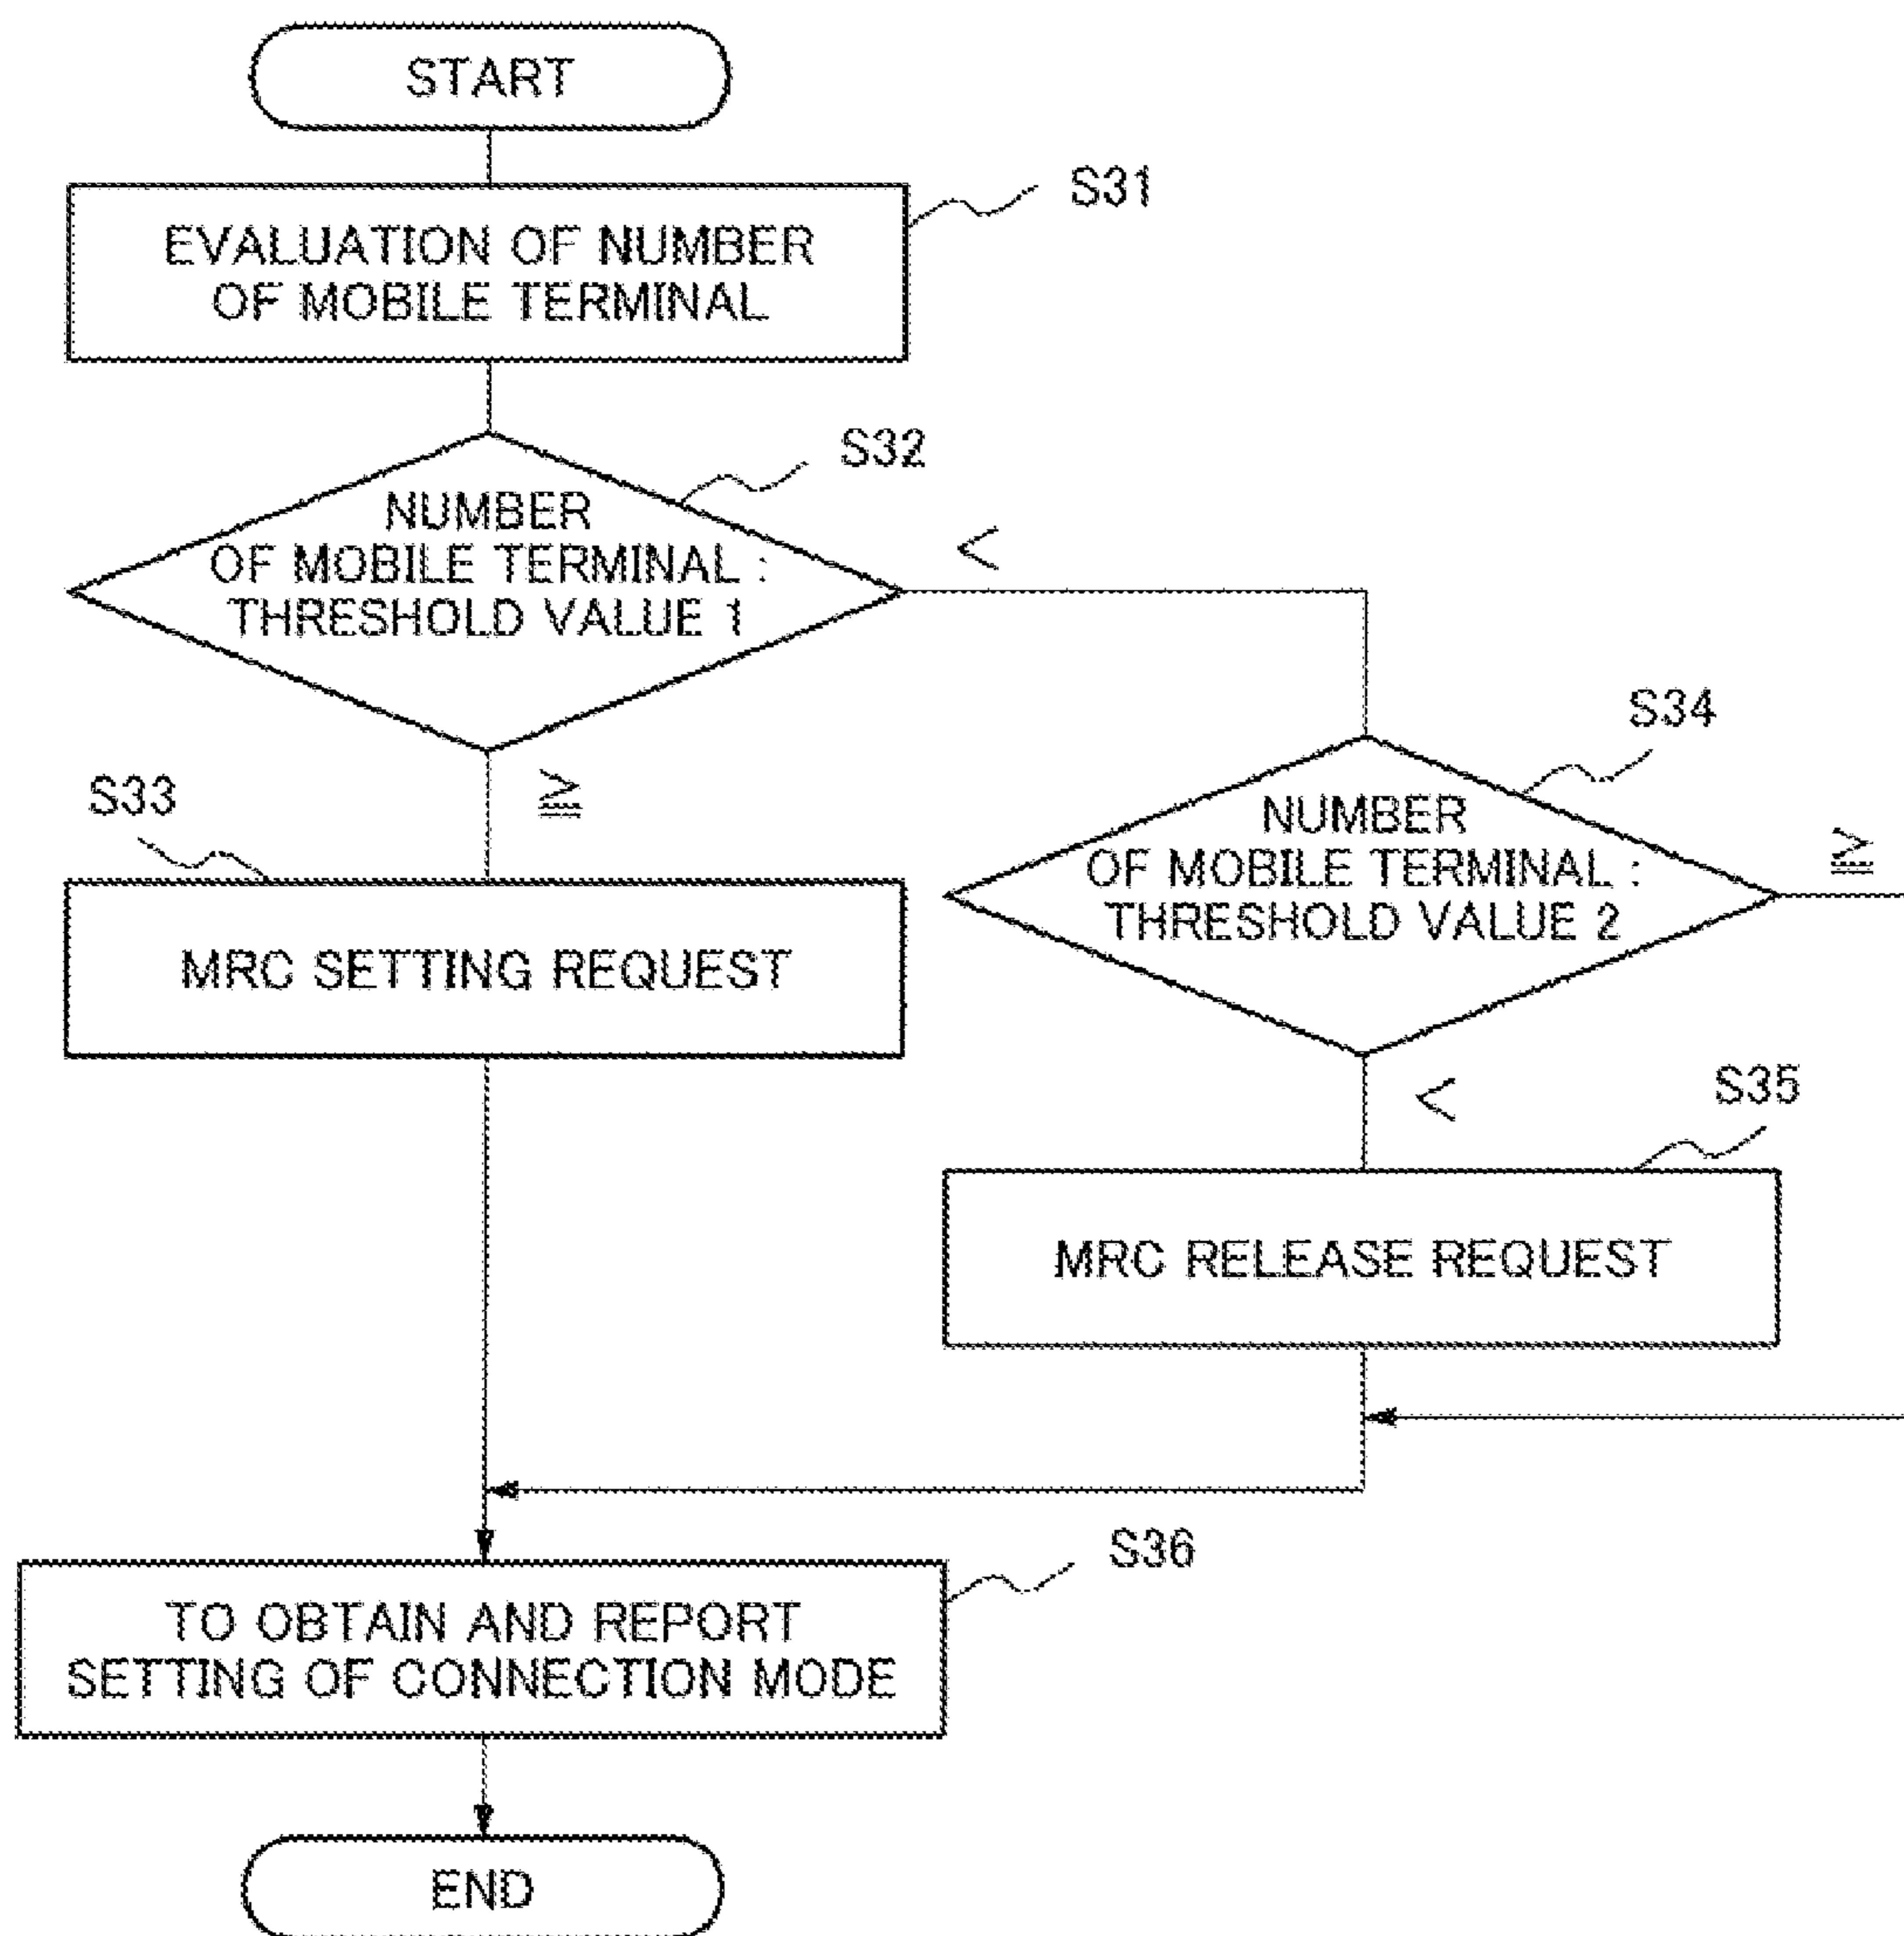 START
S31
EVALUATION OF NUMBER
OF MOBILE TERMINAL
S32
NUMBER
OF MOBILE TERMINAL :
THRESHOLD VALUE 1
<
≧
S33
MRC SETTING REQUEST
S34
NUMBER
OF MOBILE TERMINAL :
THRESHOLD VALUE 2
≧
<
S35
MRC RELEASE REQUEST
S36
TO OBTAIN AND REPORT
SETTING OF CONNECTION MODE
END